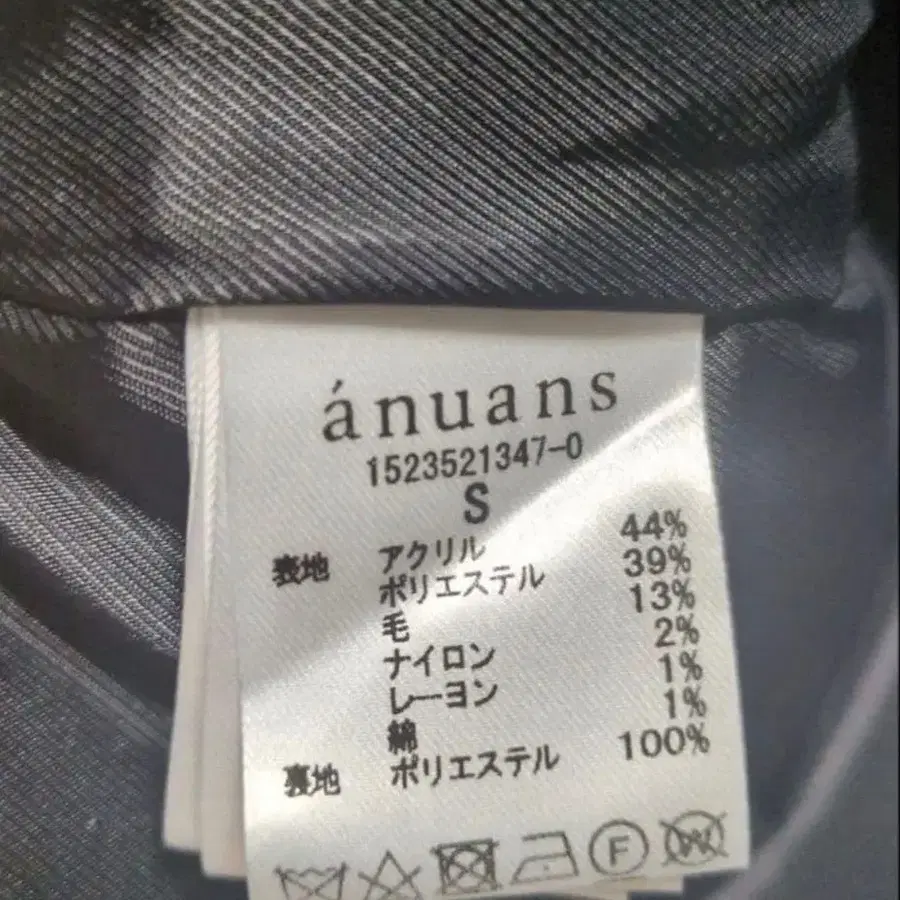 ánuans
1523521347-0
S
表地 アクリル 44%
ポリエステル 39%
毛 13%
ナイロン 2%
レーヨン 1%
綿 1%
裏地 ポリエステル 100%
F W